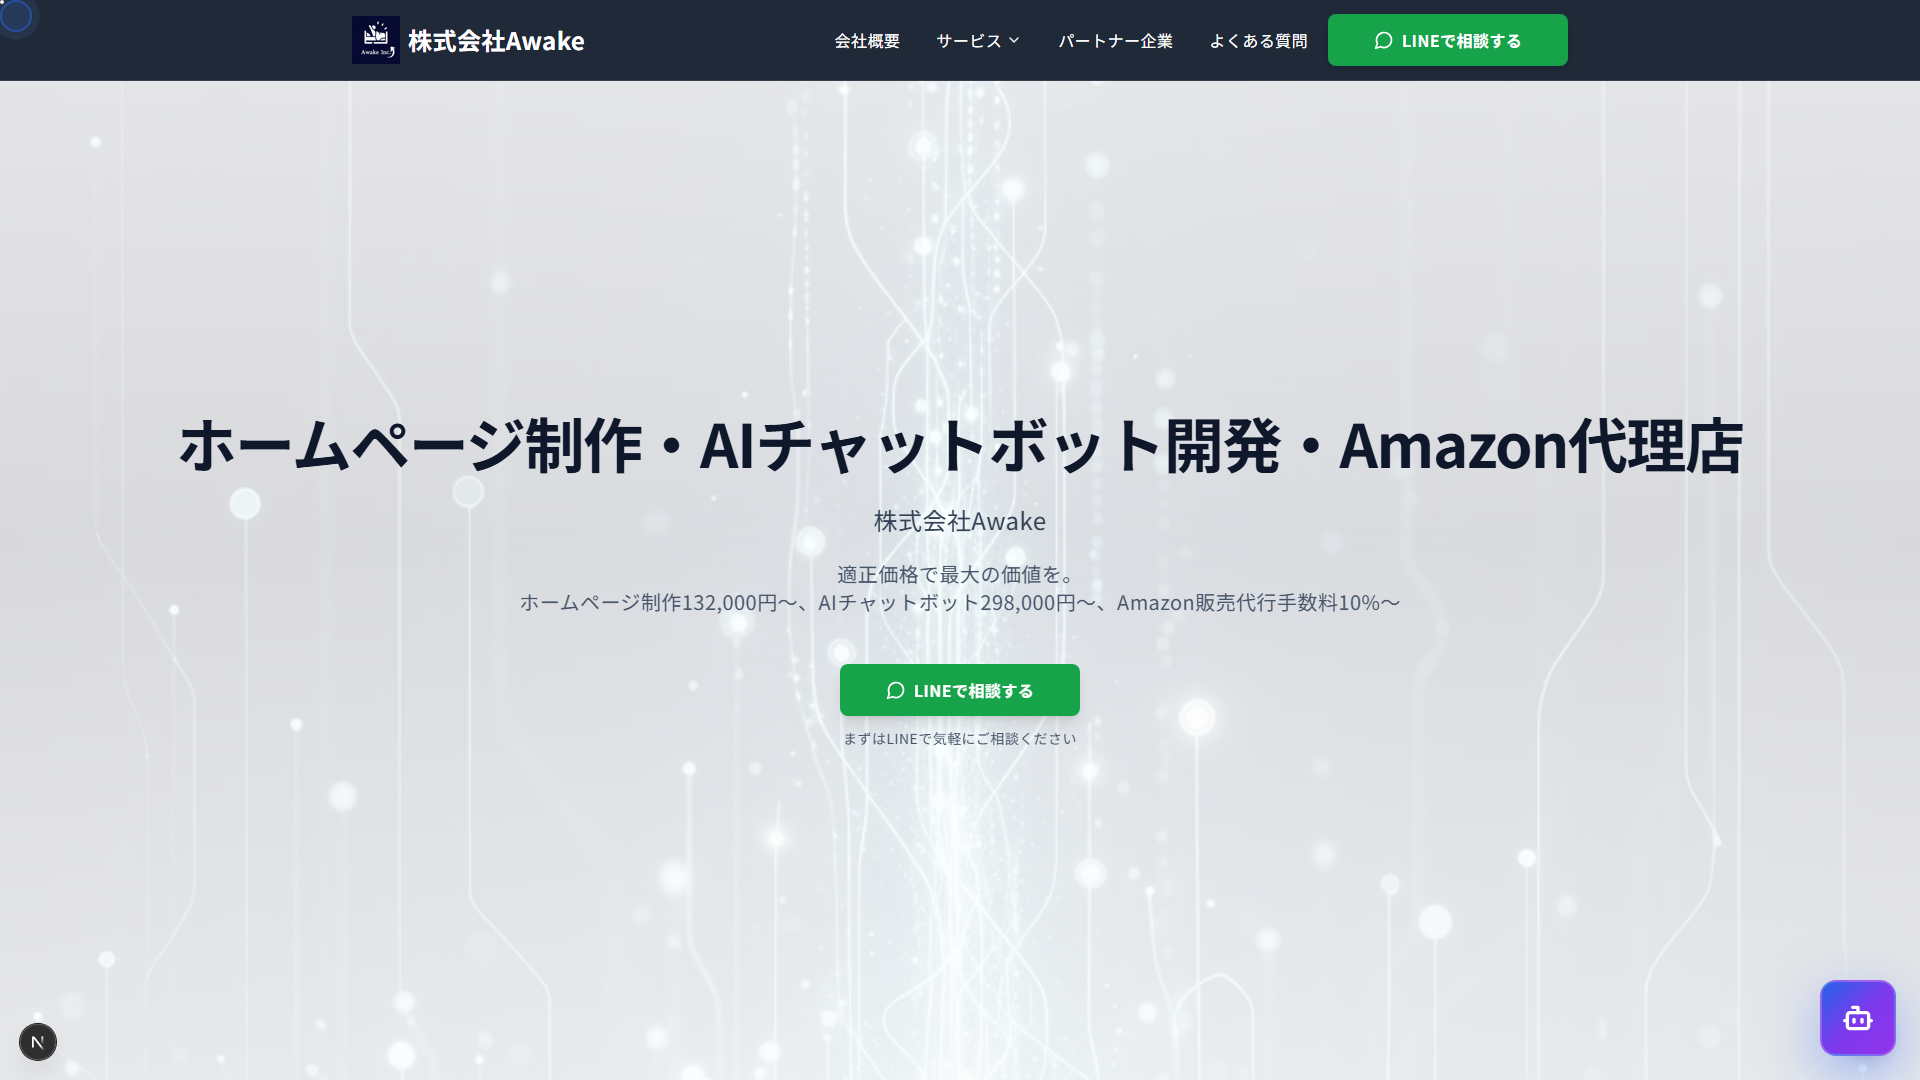 Awake Inc.
株式会社Awake
会社概要
サービス
パートナー企業
よくある質問
LINEで相談する
ホームページ制作・AIチャットボット開発・Amazon代理店
株式会社Awake
適正価格で最大の価値を。
ホームページ制作132,000円〜、AIチャットボット298,000円〜、Amazon販売代行手数料10%〜
LINEで相談する
まずはLINEで気軽にご相談ください
N